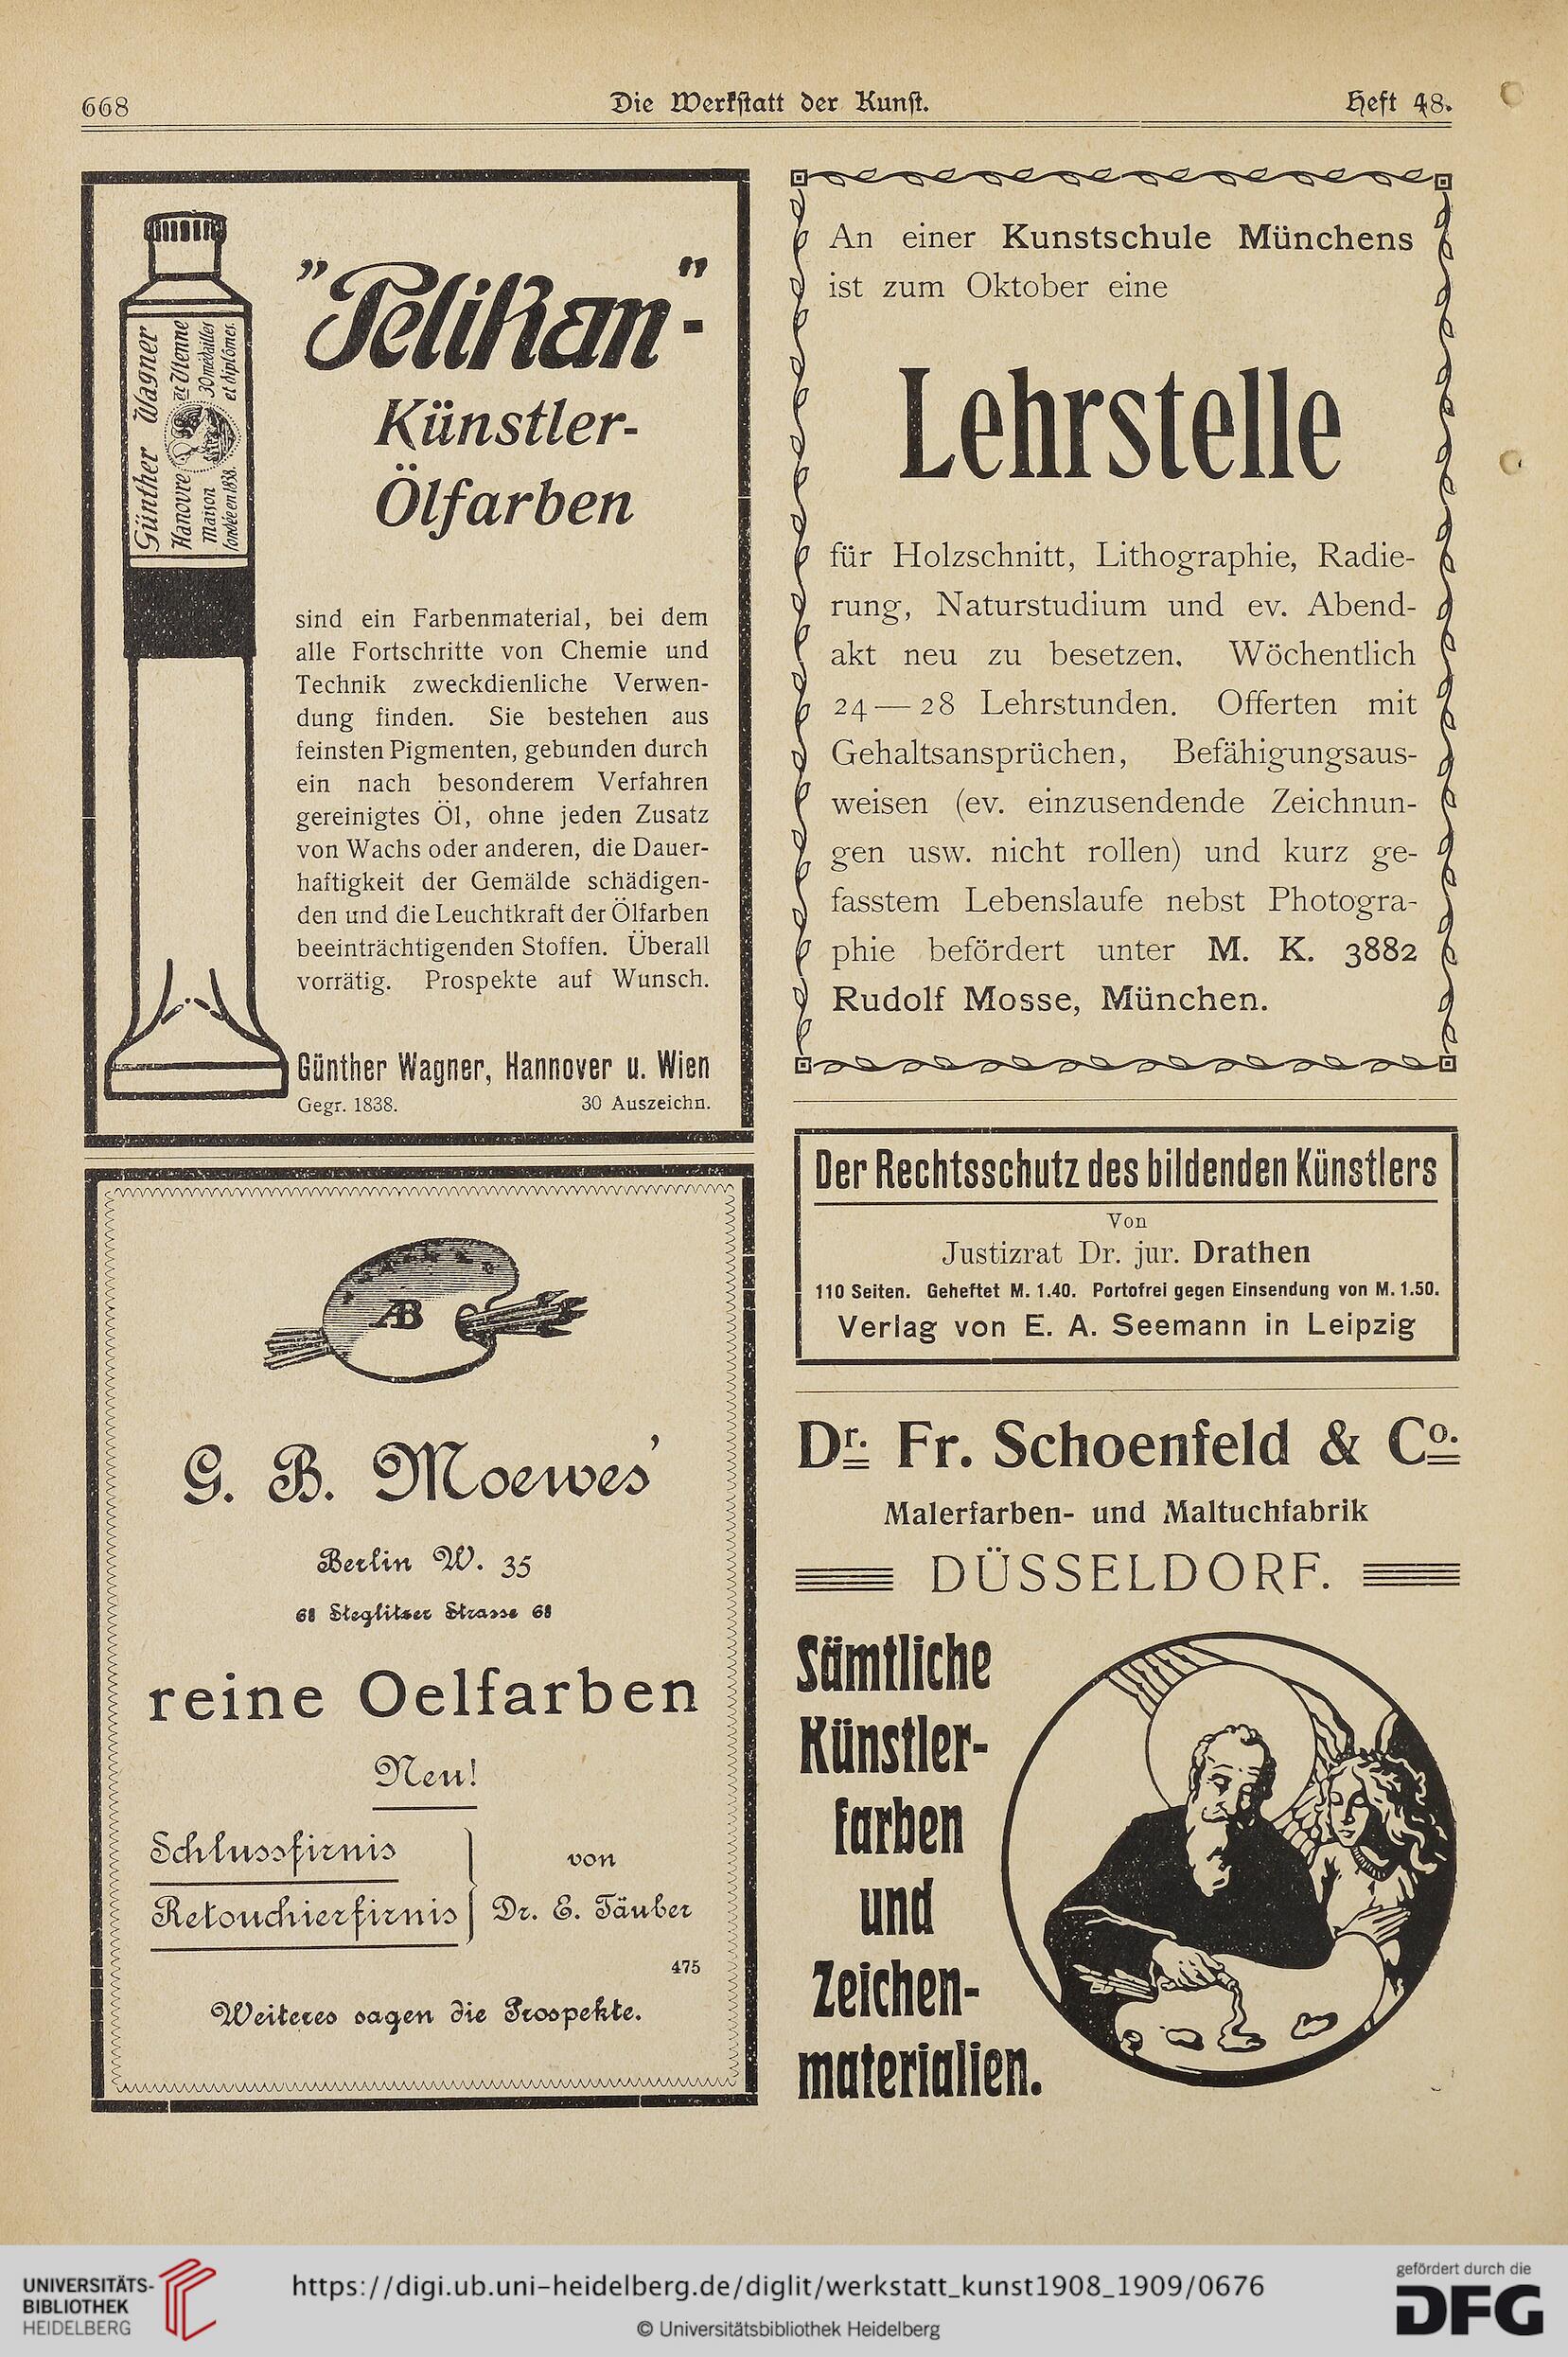 668
Die Werkstatt der Kunst.
Heft 48.
Günther Wagner
Hanovre et Vienne
Maison 30 médailles
fondée en 1838. et diplômes.
"Pelikan"-
Künstler-
Ölfarben
sind ein Farbenmaterial, bei dem
alle Fortschritte von Chemie und
Technik zweckdienliche Verwen-
dung finden. Sie bestehen aus
feinsten Pigmenten, gebunden durch
ein nach besonderem Verfahren
gereinigtes Öl, ohne jeden Zusatz
von Wachs oder anderen, die Dauer-
haftigkeit der Gemälde schädigen-
den und die Leuchtkraft der Ölfarben
beeinträchtigenden Stoffen. Überall
vorrätig. Prospekte auf Wunsch.
Günther Wagner, Hannover u. Wien
Gegr. 1838. 30 Auszeichn.
AB
G. B. Moewes'
Berlin W. 35
68 Steglitzer Strasse 68
reine Oelfarben
Neu!
Schlussfirnis
Retouchierfirnis
von
Dr. E. Täuber
475
Weiteres sagen die Prospekte.
An einer Kunstschule Münchens
ist zum Oktober eine
Lehrstelle
für Holzschnitt, Lithographie, Radie-
rung, Naturstudium und ev. Abend-
akt neu zu besetzen. Wöchentlich
24—28 Lehrstunden. Offerten mit
Gehaltsansprüchen, Befähigungsaus-
weisen (ev. einzusendende Zeichnun-
gen usw. nicht rollen) und kurz ge-
fasstem Lebenslaufe nebst Photogra-
phie befördert unter M. K. 3882
Rudolf Mosse, München.
Der Rechtsschutz des bildenden Künstlers
Von
Justizrat Dr. jur. Drathen
110 Seiten. Geheftet M. 1.40. Portofrei gegen Einsendung von M. 1.50.
Verlag von E. A. Seemann in Leipzig
Dr. Fr. Schoenfeld & Co.
Malerfarben- und Maltuchfabrik
DÜSSELDORF.
Sämtliche
Künstler-
farben
und
Zeichen-
materialien.
UNIVERSITÄTS-
BIBLIOTHEK
HEIDELBERG
https://digi.ub.uni-heidelberg.de/diglit/werkstatt_kunst1908_1909/0676
© Universitätsbibliothek Heidelberg
gefördert durch die
DFG